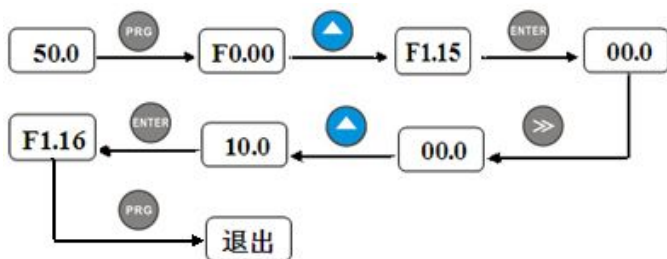 50.0 PRG F0.00 F1.15 ENTER 00.0
F1.16 ENTER 10.0 00.0
PRG 退出